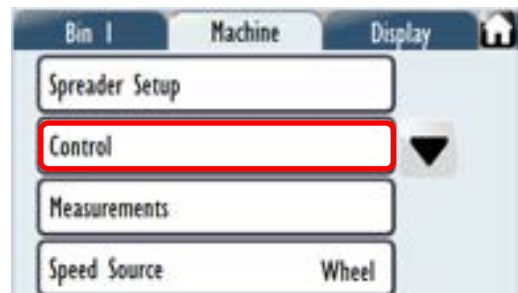 Bin 1 Machine Display
Spreader Setup
Control
Measurements
Speed Source Wheel